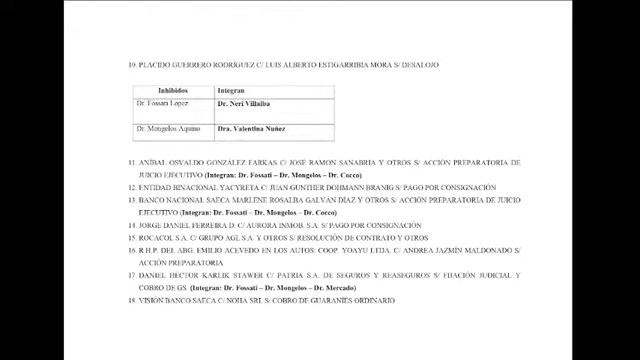 10. PLACIDO GUERRERO RODRÍGUEZ C/ LUIS ALBERTO ESTIGARRIBIA MORA S/ DESALOJO
Inhibidos Integran
Dr. Fossati Lopez Dr. Neri Villalba
Dr. Mongelos Aquino Dra. Valentina Nuñez
11. ANÍBAL OSVALDO GONZÁLEZ FARKAS C/ JOSÉ RAMON SANABRIA Y OTROS S/ ACCIÓN PREPARATORIA DE
JUICIO EJECUTIVO (Integran: Dr. Fossati – Dr. Mongelos – Dr. Cocco)
12. ENTIDAD BINACIONAL YACYRETA C/ JUAN GUNTHER DOHMANN BRANIG S/ PAGO POR CONSIGNACIÓN
13. BANCO NACIONAL SAECA MARLENE ROSALBA GALVÁN DÍAZ Y OTROS S/ ACCIÓN PREPARATORIA DE JUICIO
EJECUTIVO (Integran: Dr. Fossati – Dr. Mongelos – Dr. Cocco)
14. JORGE DANIEL FERREIRA D. C/ AURORA INMOB. S.A. S/ PAGO POR CONSIGNACIÓN
15. ROCACOL S.A. C/ GRUPO AGL S.A. Y OTROS S/ RESOLUCIÓN DE CONTRATO Y OTROS
16. R.H.P. DEL ABG. EMILIO ACEVEDO EN LOS AUTOS: COOP. YOAYU LTDA. C/ ANDREA JAZMÍN MALDONADO S/
ACCIÓN PREPARATORIA
17. DANIEL HÉCTOR KARLIK STAWER C/ PATRIA S.A. DE SEGUROS Y REASEGUROS S/ FIJACIÓN JUDICIAL Y
COBRO DE GS. (Integran: Dr. Fossati – Dr. Mongelos – Dr. Mercado)
18. VISION BANCO SAECA C/ NOHA SRL S/ COBRO DE GUARANÍES ORDINARIO